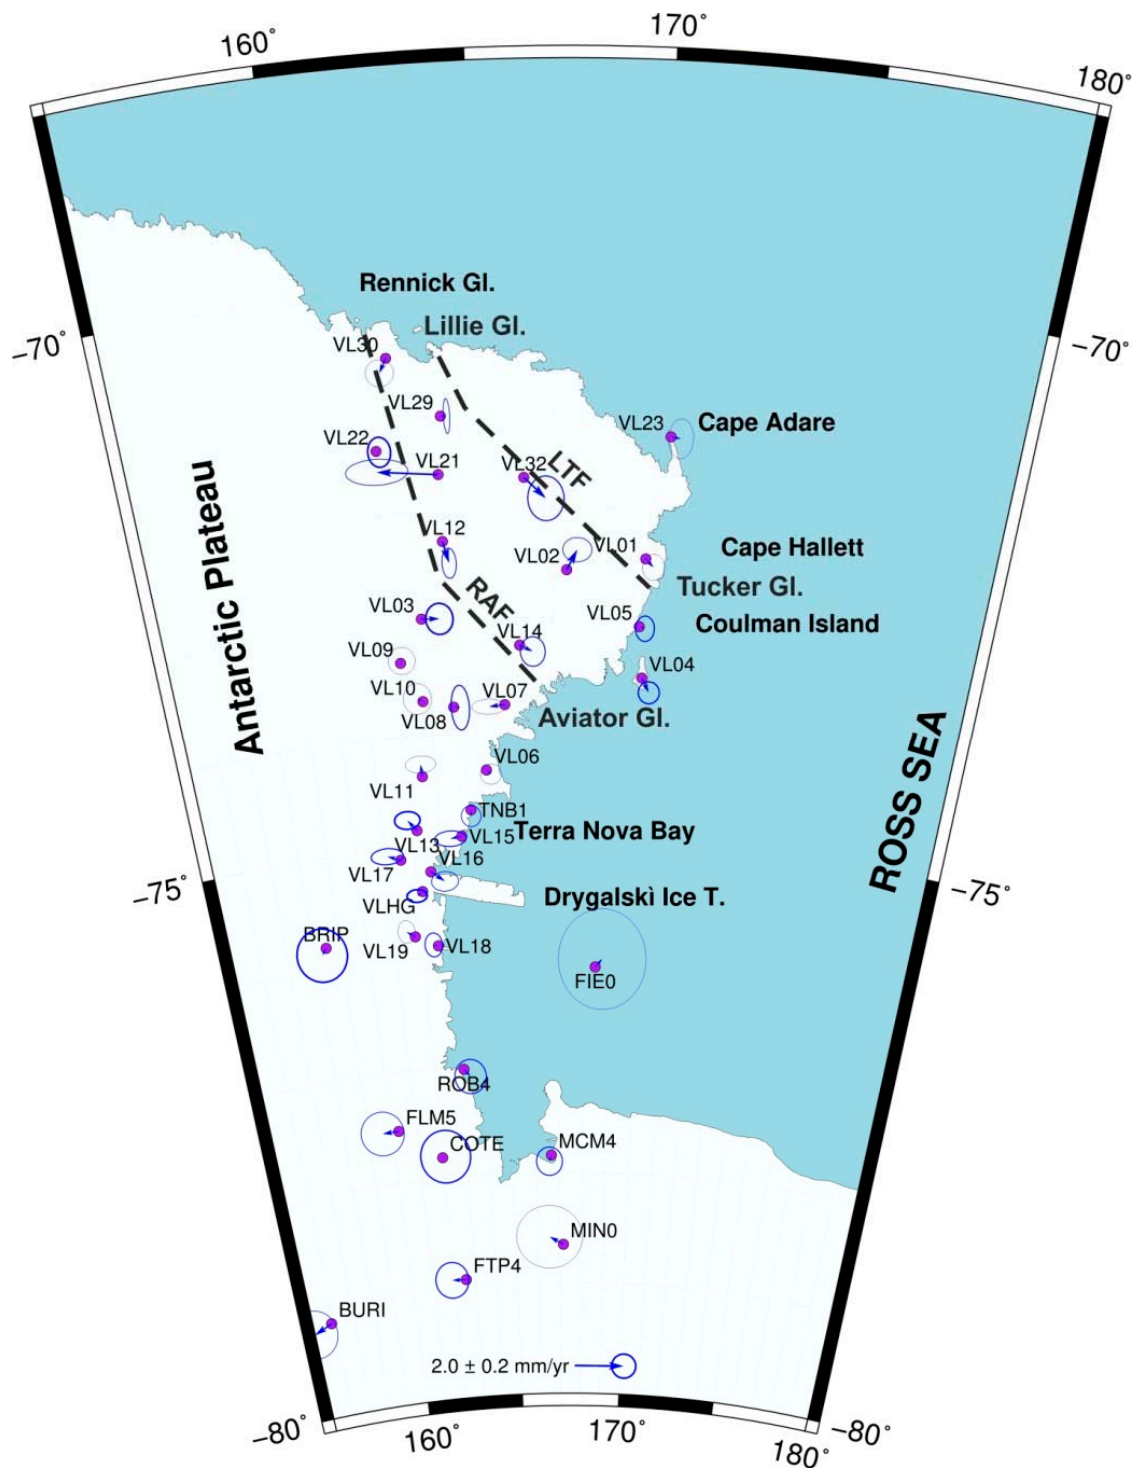 160°
170°
180°
Rennick Gl.
Lillie Gl.
−70°
−70°
VL30
VL29
VL23
Cape Adare
VL22
VL21
VL32
LTF
VL12
VL02
VL01
Cape Hallett
Antarctic Plateau
Tucker Gl.
RAF
VL03
VL05
Coulman Island
VL14
VL09
VL04
VL10
VL07
VL08
Aviator Gl.
VL06
VL11
ROSS SEA
TNB1
VL13
VL15
Terra Nova Bay
VL16
VL17
−75°
−75°
VLHG
Drygalskì Ice T.
BRIP
VL19
VL18
FIE0
ROB4
FLM5
COTE
MCM4
MIN0
FTP4
BURI
2.0 ± 0.2 mm/yr
−80°
160°
170°
180°
−80°